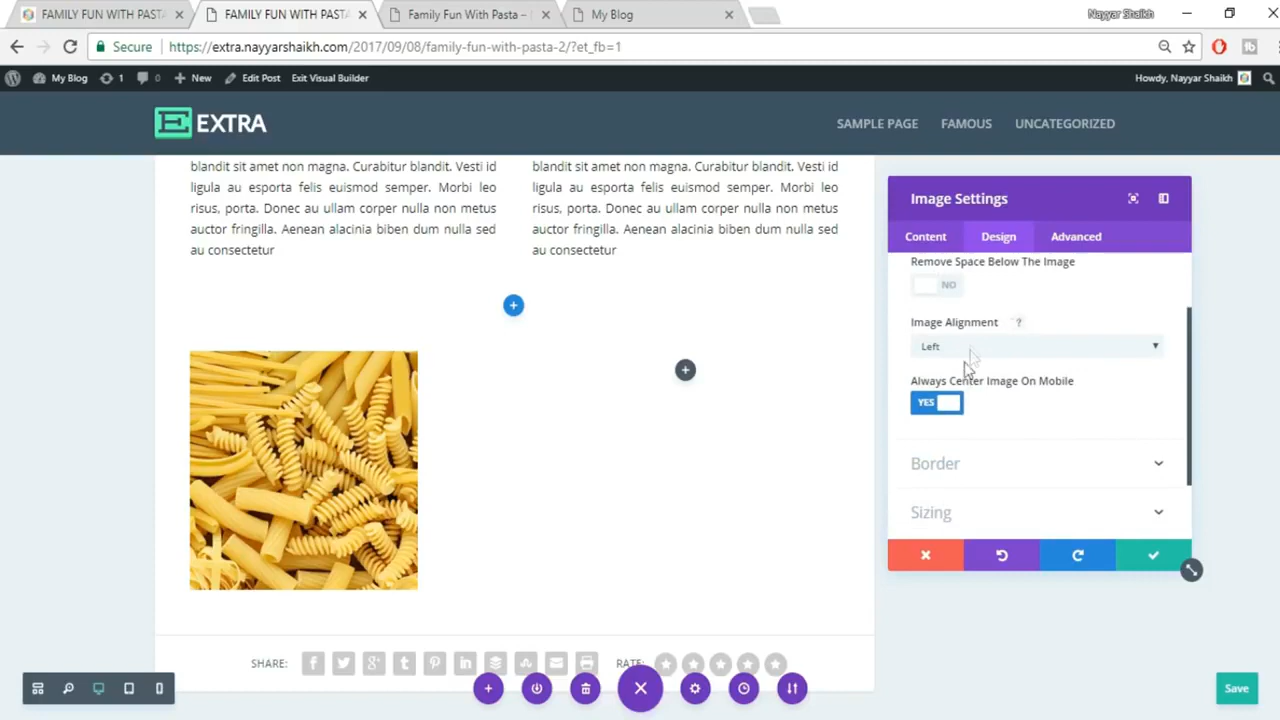 FAMILY FUN WITH PASTA
FAMILY FUN WITH PASTA
Family Fun With Pasta –
My Blog
Nayyar Shaikh
Secure
https://extra.nayyarshaikh.com/2017/09/08/family-fun-with-pasta-2/?et_fb=1
My Blog
1
0
New
Edit Post
Exit Visual Builder
Howdy, Nayyar Shaikh
EXTRA
SAMPLE PAGE
FAMOUS
UNCATEGORIZED
blandit sit amet non magna. Curabitur blandit. Vesti id
ligula au esporta felis euismod semper. Morbi leo
risus, porta. Donec au ullam corper nulla non metus
auctor fringilla. Aenean alacinia biben dum nulla sed
au consectetur
blandit sit amet non magna. Curabitur blandit. Vesti id
ligula au esporta felis euismod semper. Morbi leo
risus, porta. Donec au ullam corper nulla non metus
auctor fringilla. Aenean alacinia biben dum nulla sed
au consectetur
Image Settings
Content
Design
Advanced
Remove Space Below The Image
NO
Image Alignment
?
Left
Always Center Image On Mobile
YES
Border
Sizing
SHARE:
RATE:
Save